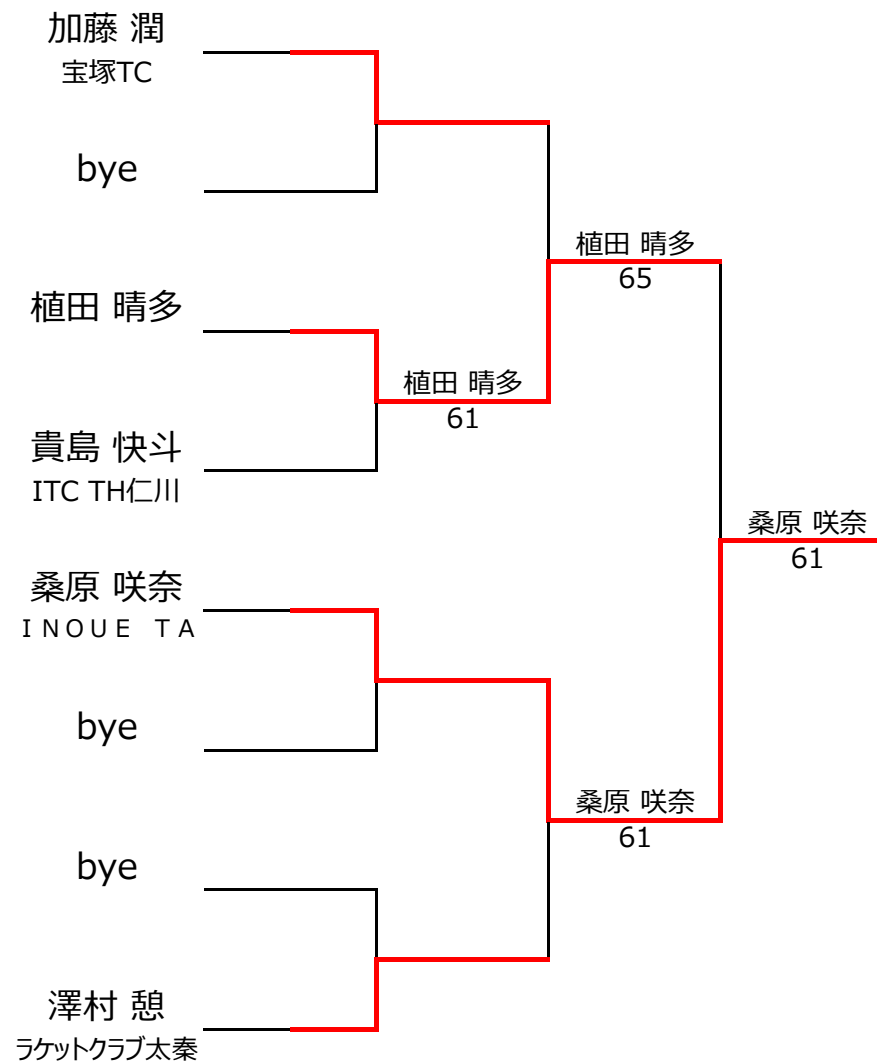 加藤 潤
宝塚TC
bye
植田 晴多
65
植田 晴多
植田 晴多
61
貴島 快斗
ITC TH仁川
桑原 咲奈
61
桑原 咲奈
ＩＮＯＵＥ　ＴＡ
bye
桑原 咲奈
61
bye
澤村 憩
ラケットクラブ太秦